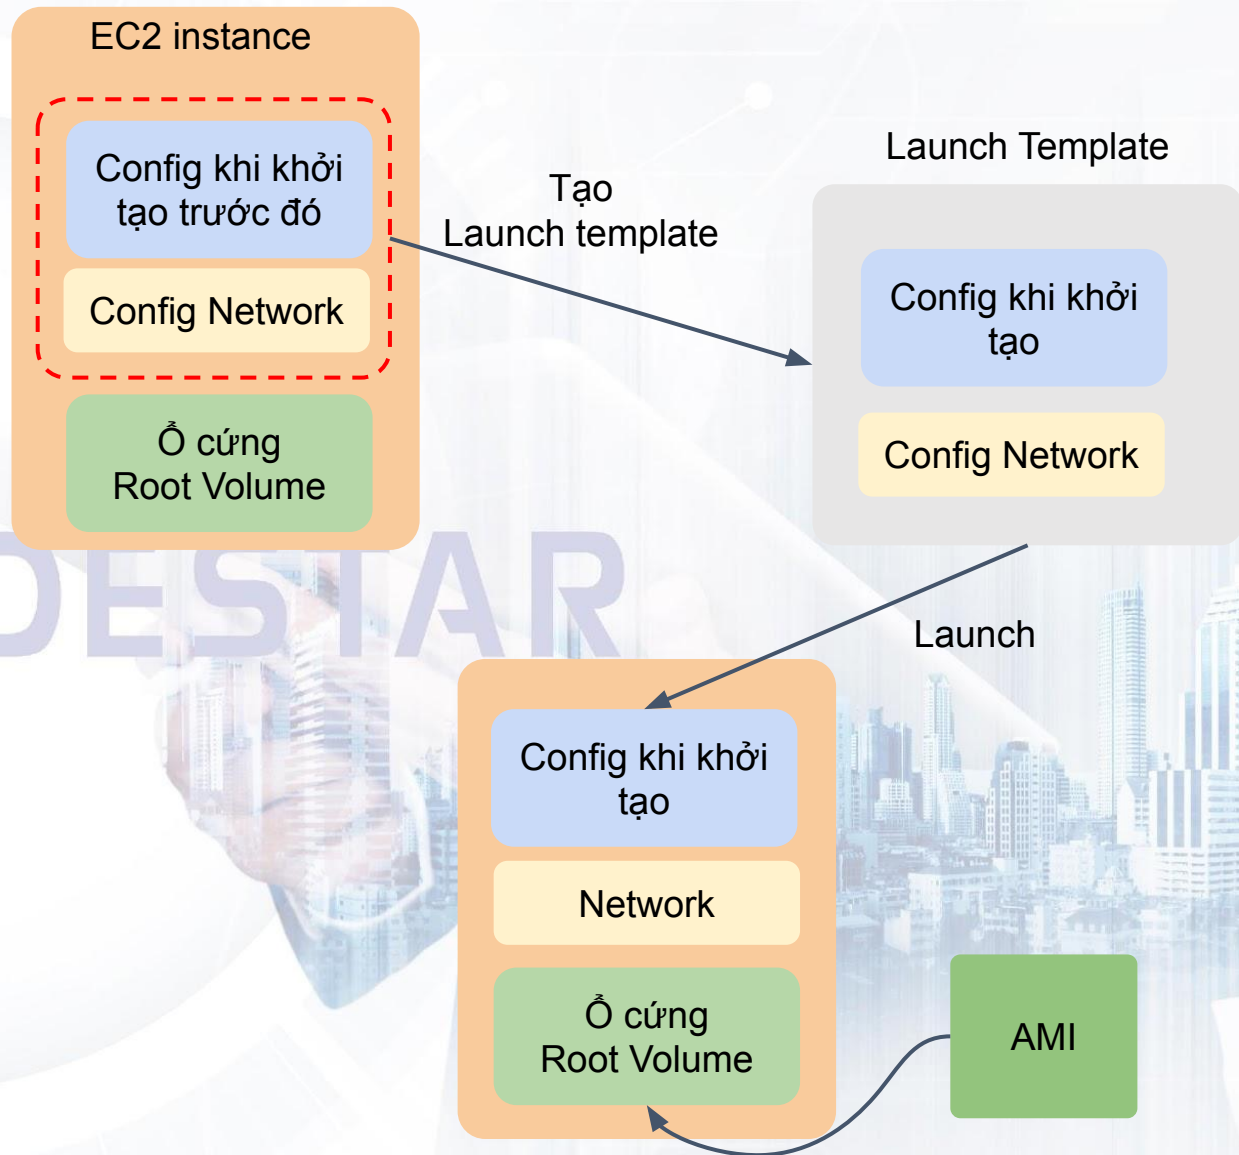 EC2 instance
Config khi khởi
tạo trước đó
Config Network
Ổ cứng
Root Volume
Tạo
Launch template
Launch Template
Config khi khởi
tạo
Config Network
Launch
Config khi khởi
tạo
Network
Ổ cứng
Root Volume
AMI
DESTAR